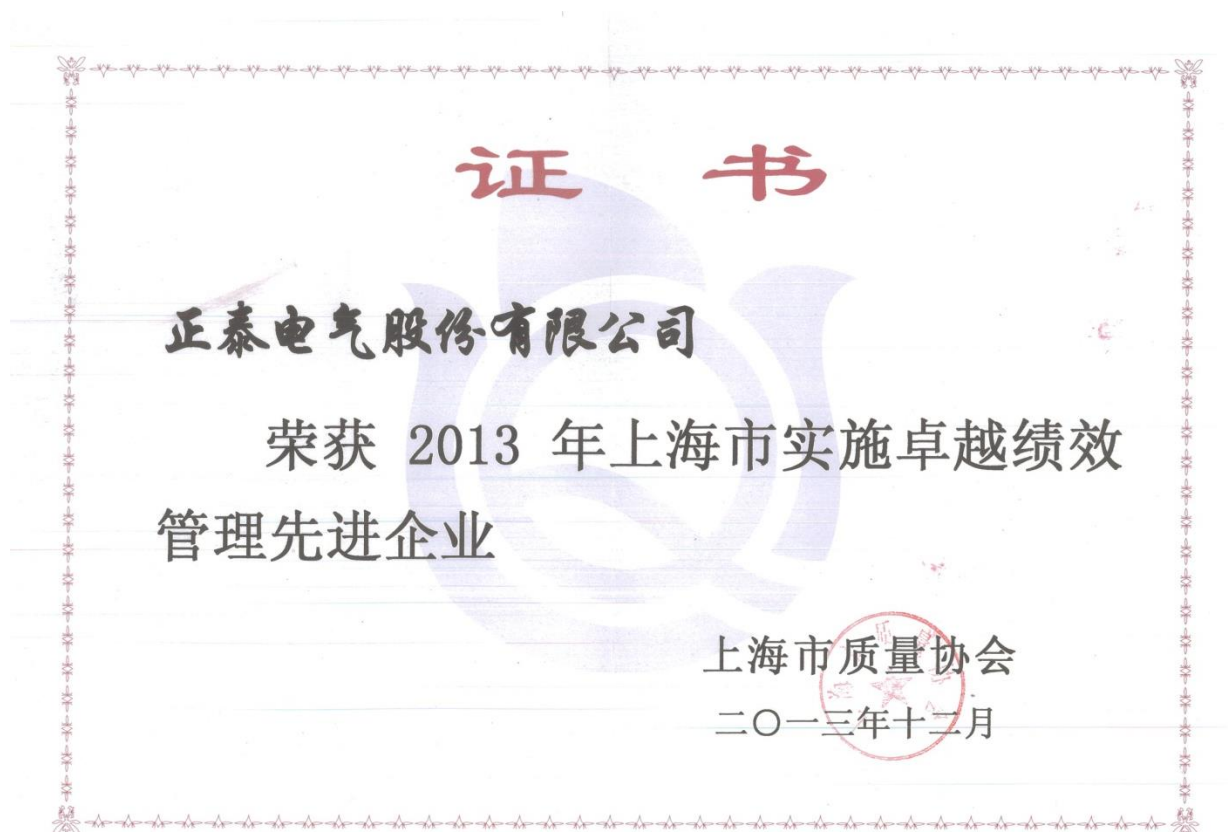 证 书
正泰电气股份有限公司
荣获 2013 年上海市实施卓越绩效
管理先进企业
上海市质量协会
二〇一三年十二月